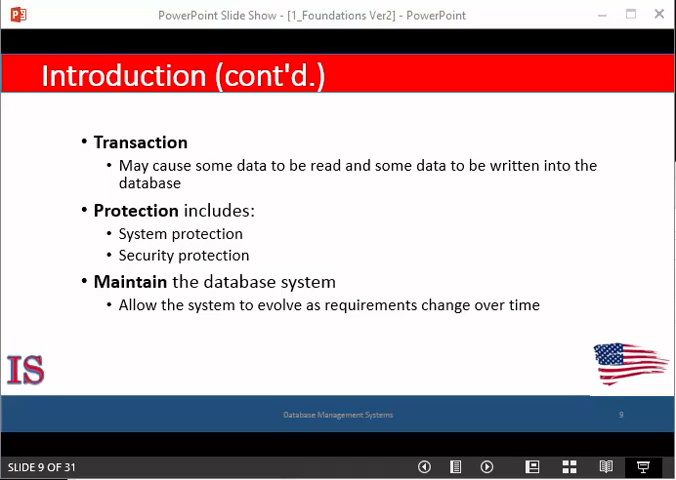 PowerPoint Slide Show - [1_Foundations Ver2] - PowerPoint
Introduction (cont'd.)
• Transaction
• May cause some data to be read and some data to be written into the
database
• Protection includes:
• System protection
• Security protection
• Maintain the database system
• Allow the system to evolve as requirements change over time
IS
Database Management Systems
9
SLIDE 9 OF 31